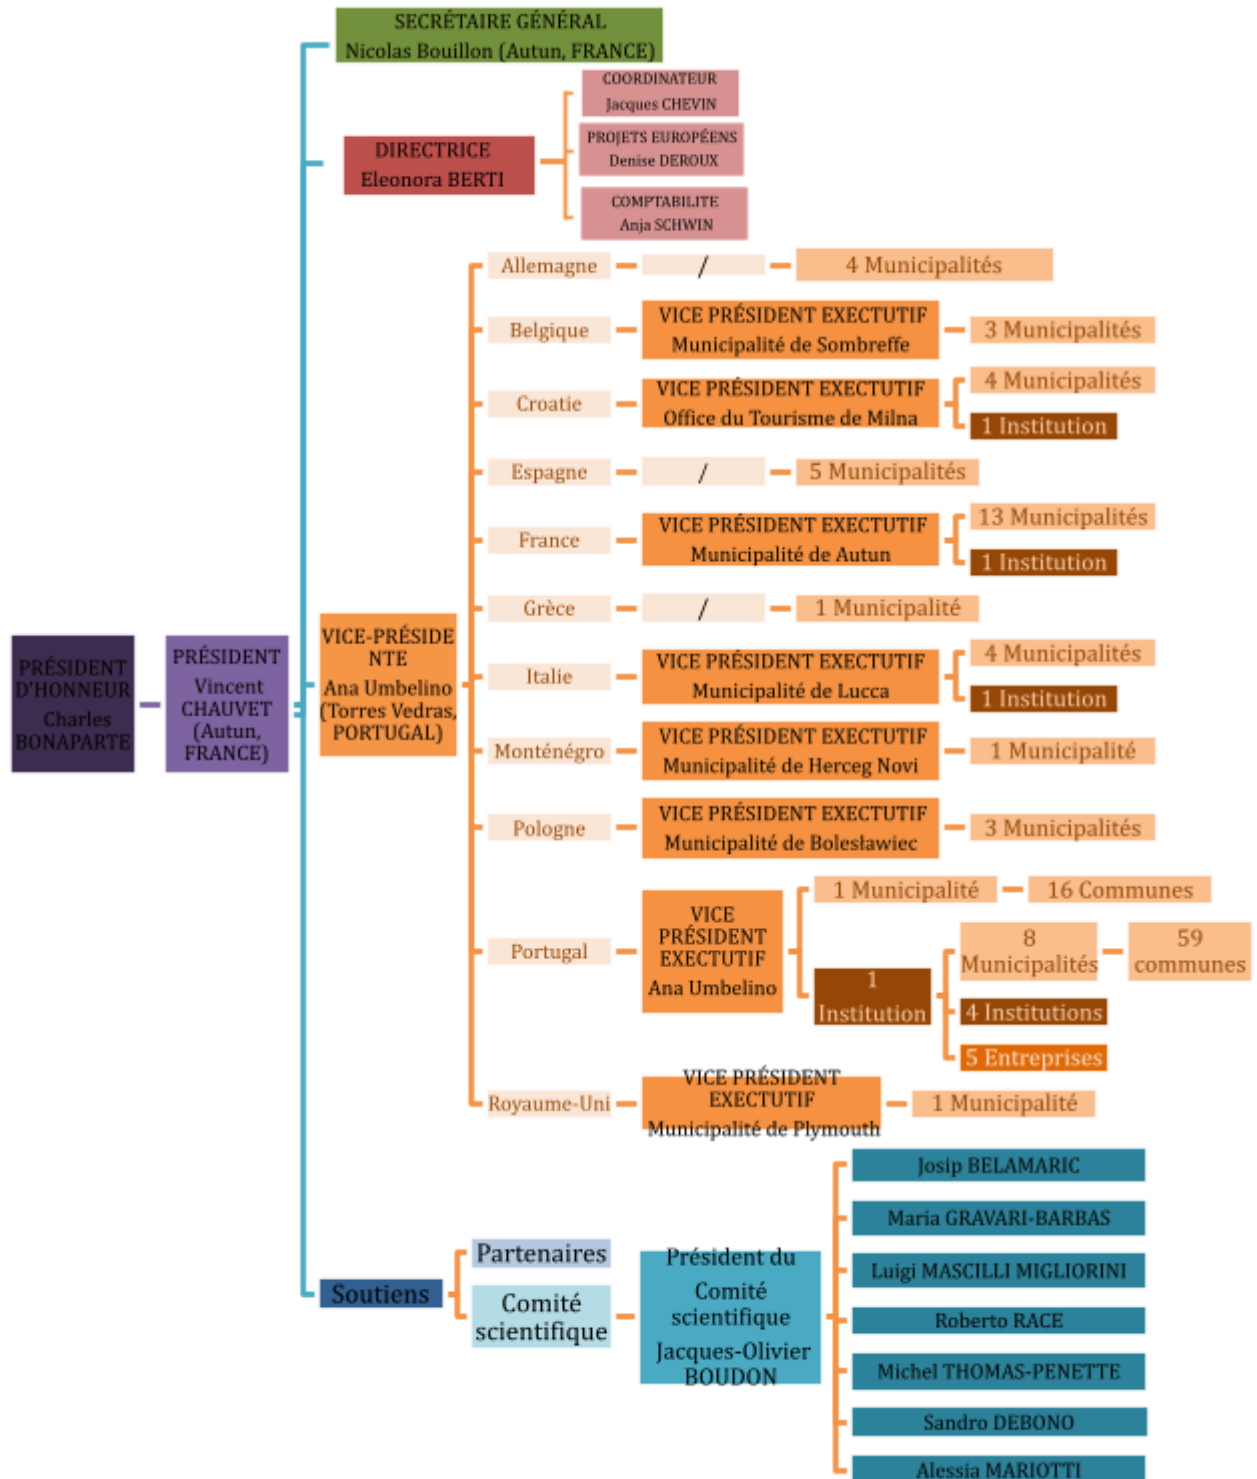 SECRÉTAIRE GÉNÉRAL
Nicolas Bouillon (Autun, FRANCE)
COORDINATEUR
Jacques CHEVIN
PROJETS EUROPÉENS
Denise DEROUX
DIRECTRICE
Eleonora BERTI
COMPTABILITE
Anja SCHWIN
Allemagne
/
4 Municipalités
Belgique
VICE PRÉSIDENT EXECTUTIF
Municipalité de Sombreffe
3 Municipalités
Croatie
VICE PRÉSIDENT EXECTUTIF
Office du Tourisme de Milna
4 Municipalités
1 Institution
Espagne
/
5 Municipalités
France
VICE PRÉSIDENT EXECTUTIF
Municipalité de Autun
13 Municipalités
1 Institution
Grèce
/
1 Municipalité
PRÉSIDENT
D'HONNEUR
Charles
BONAPARTE
PRÉSIDENT
Vincent
CHAUVET
(Autun,
FRANCE)
VICE-PRÉSIDE
NTE
Ana Umbelino
(Torres Vedras,
PORTUGAL)
Italie
VICE PRÉSIDENT EXECTUTIF
Municipalité de Lucca
4 Municipalités
1 Institution
Monténégro
VICE PRÉSIDENT EXECTUTIF
Municipalité de Herceg Novi
1 Municipalité
Pologne
VICE PRÉSIDENT EXECTUTIF
Municipalité de Bolesławiec
3 Municipalités
Portugal
VICE
PRÉSIDENT
EXECTUTIF
Ana Umbelino
1 Municipalité
16 Communes
1
Institution
8
Municipalités
59
communes
4 Institutions
5 Entreprises
Royaume-Uni
VICE PRÉSIDENT
EXECTUTIF
Municipalité de Plymouth
1 Municipalité
Soutiens
Partenaires
Comité
scientifique
Président du
Comité
scientifique
Jacques-Olivier
BOUDON
Josip BELAMARIC
Maria GRAVARI-BARBAS
Luigi MASCILLI MIGLIORINI
Roberto RACE
Michel THOMAS-PENETTE
Sandro DEBONO
Alessia MARIOTTI